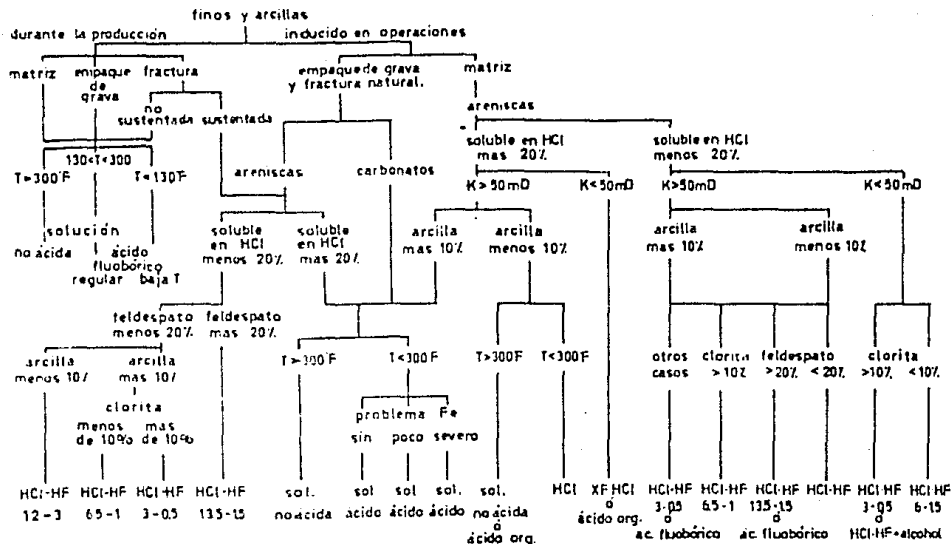 finos y arcillas
durante la producción inducido en operaciones
matriz empaque de grava fractura empaque de grava y fractura natural. matriz
no sustentada sustentada areniscas
soluble en HCl mas 20% soluble en HCl menos 20%
T>300°F 130<T<300 T<130°F areniscas carbonatos K>50mD K<50mD K>50mD K<50mD
solución
no ácida ácido fluobórico
regular baja T
soluble en HCl menos 20% soluble en HCl mas 20% arcilla mas 10% arcilla menos 10% arcilla mas 10% arcilla menos 10%
feldespato menos 20% feldespato mas 20%
arcilla menos 10% arcilla mas 10% T>300°F T<300°F T>300°F T<300°F otros casos clorita >10% feldespato >20% <20% clorita >10% <10%
clorita
menos de 10% mas de 10%
problema Fe
sin poco severo
HCl-HF HCl-HF HCl-HF HCl-HF sol. sol sol sol. sol. HCl XF HCl HCl-HF HCl-HF HCl-HF HCl-HF HCl-HF HCl-HF
12-3 6.5-1 3-0.5 13.5-1.5 no ácida ácido ácido ácido no ácida ó ácido org. 3-0.5 6.5-1 13.5-1.5 3-0.5 6-1.5
ó ácido org. ó ac. fluobórico ó ac. fluobórico ó HCl-HF+alcohol